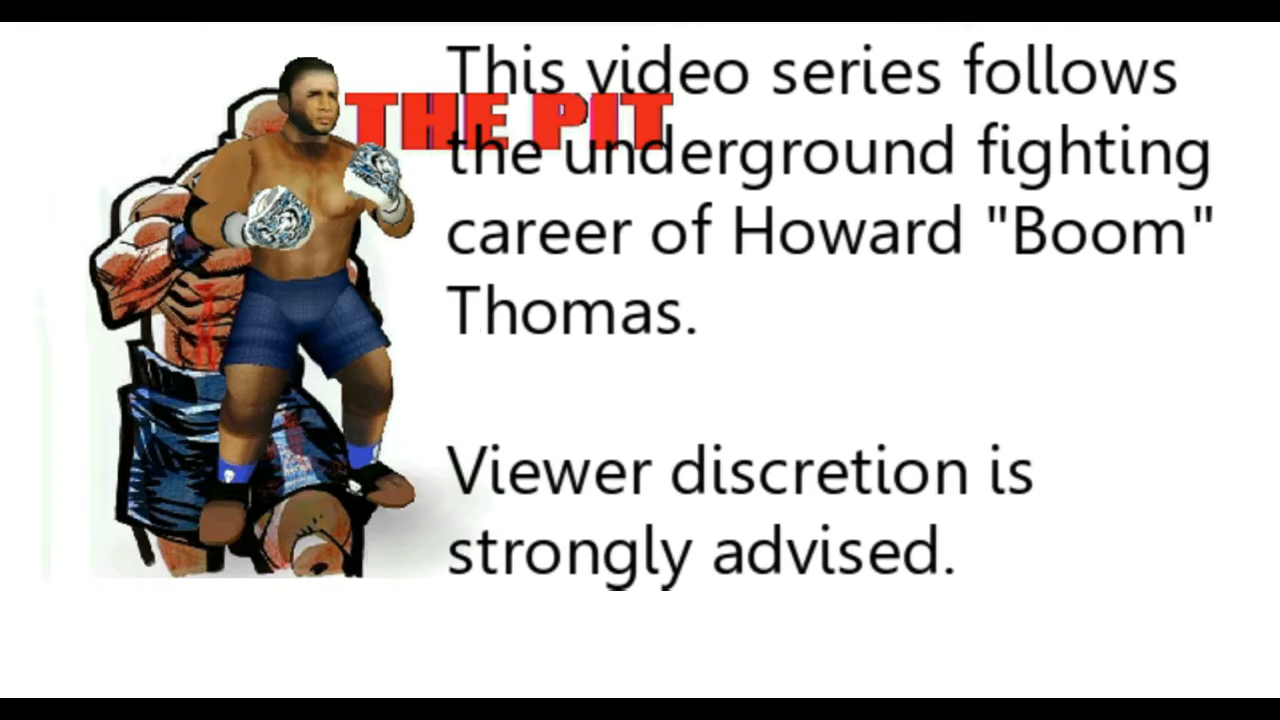 This video series follows
THE PIT
the underground fighting
career of Howard "Boom"
Thomas.
Viewer discretion is
strongly advised.